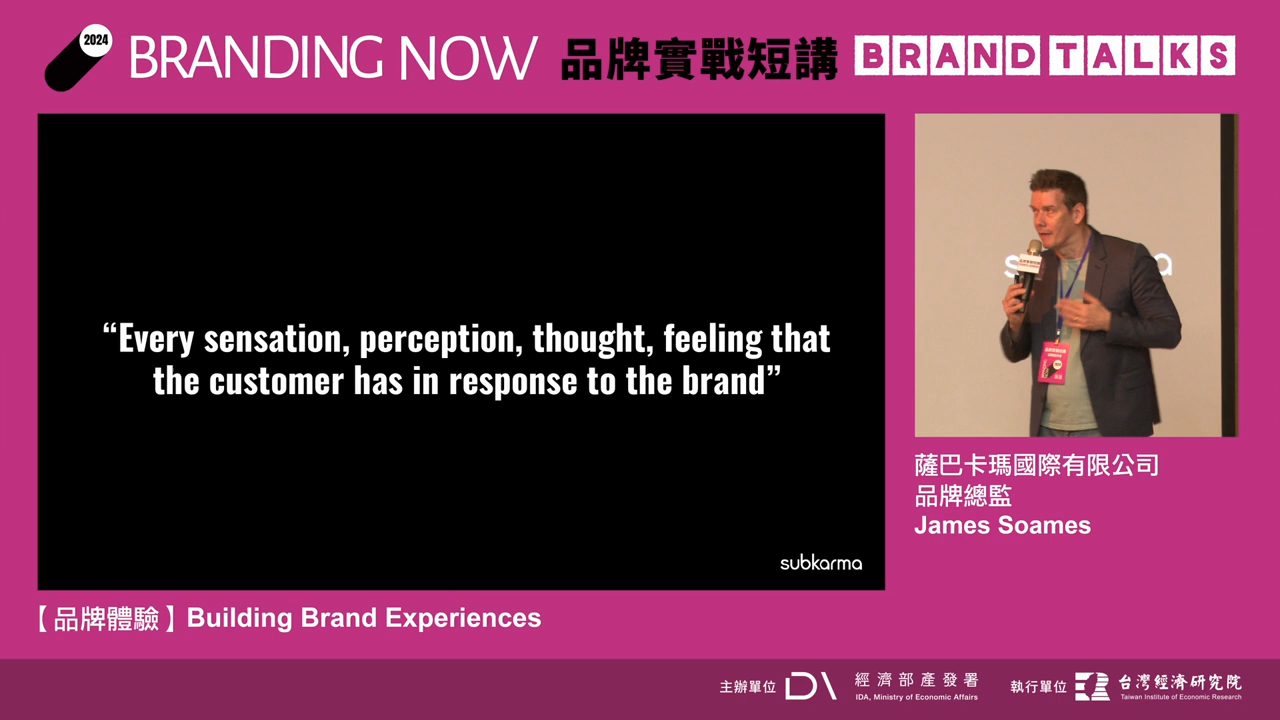 2024
BRANDING NOW 品牌實戰短講 BRAND TALKS
“Every sensation, perception, thought, feeling that
the customer has in response to the brand”
subkarma
薩巴卡瑪國際有限公司
品牌總監
James Soames
【品牌體驗】Building Brand Experiences
主辦單位 IDA 經濟部產業發展署
IDA, Ministry of Economic Affairs
執行單位 台灣經濟研究院
Taiwan Institute of Economic Research